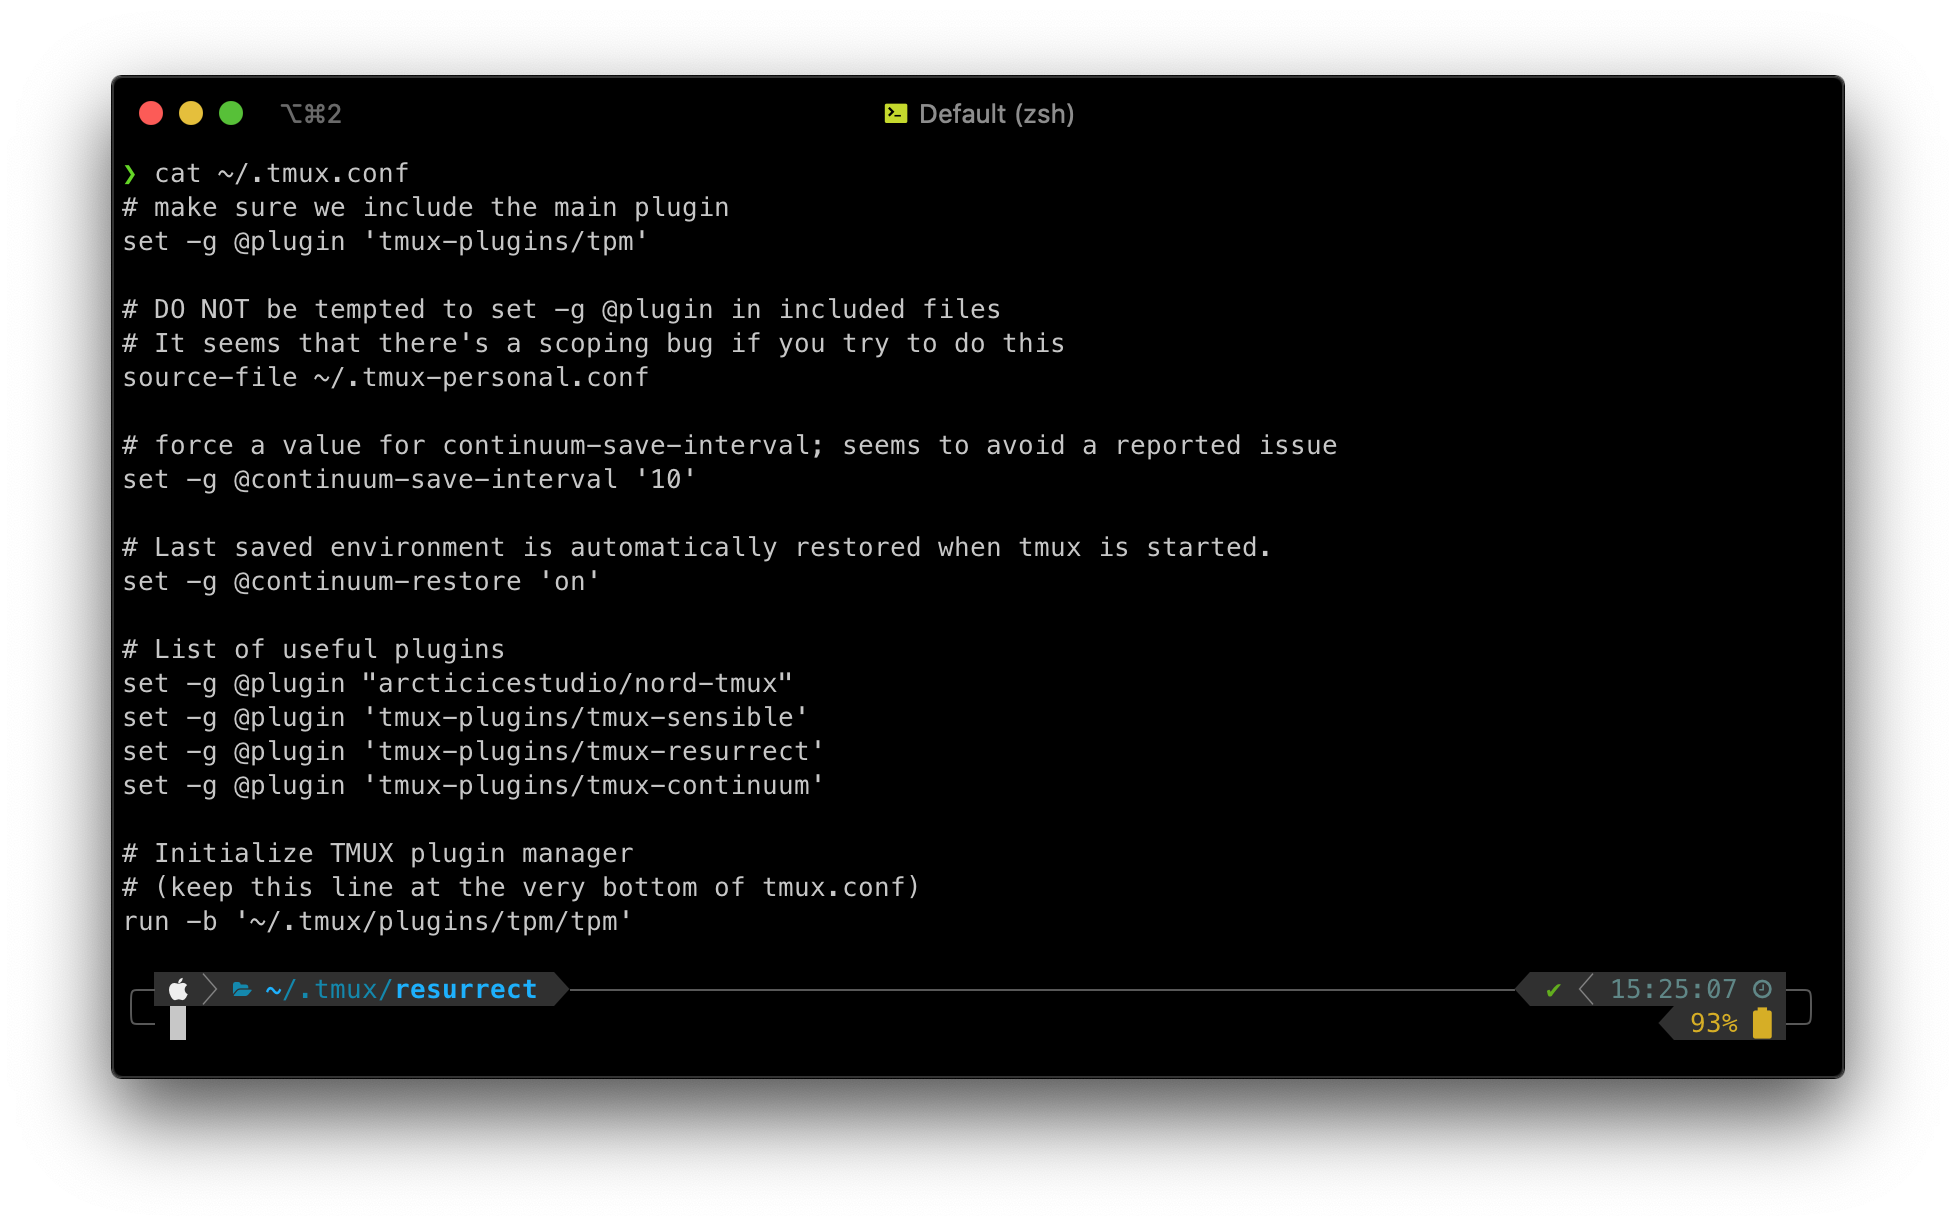 ⌥⌘2
Default (zsh)
❯ cat ~/.tmux.conf
# make sure we include the main plugin
set -g @plugin 'tmux-plugins/tpm'

# DO NOT be tempted to set -g @plugin in included files
# It seems that there's a scoping bug if you try to do this
source-file ~/.tmux-personal.conf

# force a value for continuum-save-interval; seems to avoid a reported issue
set -g @continuum-save-interval '10'

# Last saved environment is automatically restored when tmux is started.
set -g @continuum-restore 'on'

# List of useful plugins
set -g @plugin "arcticicestudio/nord-tmux"
set -g @plugin 'tmux-plugins/tmux-sensible'
set -g @plugin 'tmux-plugins/tmux-resurrect'
set -g @plugin 'tmux-plugins/tmux-continuum'

# Initialize TMUX plugin manager
# (keep this line at the very bottom of tmux.conf)
run -b '~/.tmux/plugins/tpm/tpm'

~/.tmux/resurrect ✔ 15:25:07
93%